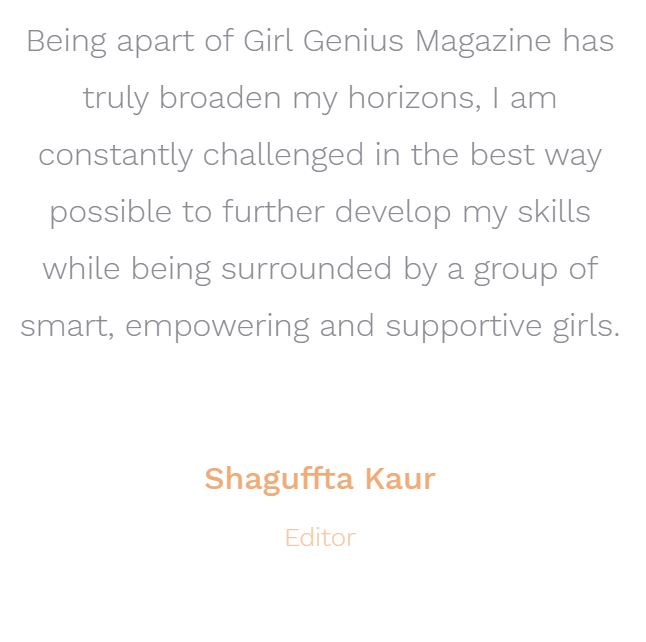 Being apart of Girl Genius Magazine has
truly broaden my horizons, I am
constantly challenged in the best way
possible to further develop my skills
while being surrounded by a group of
smart, empowering and supportive girls.
Shaguffta Kaur
Editor